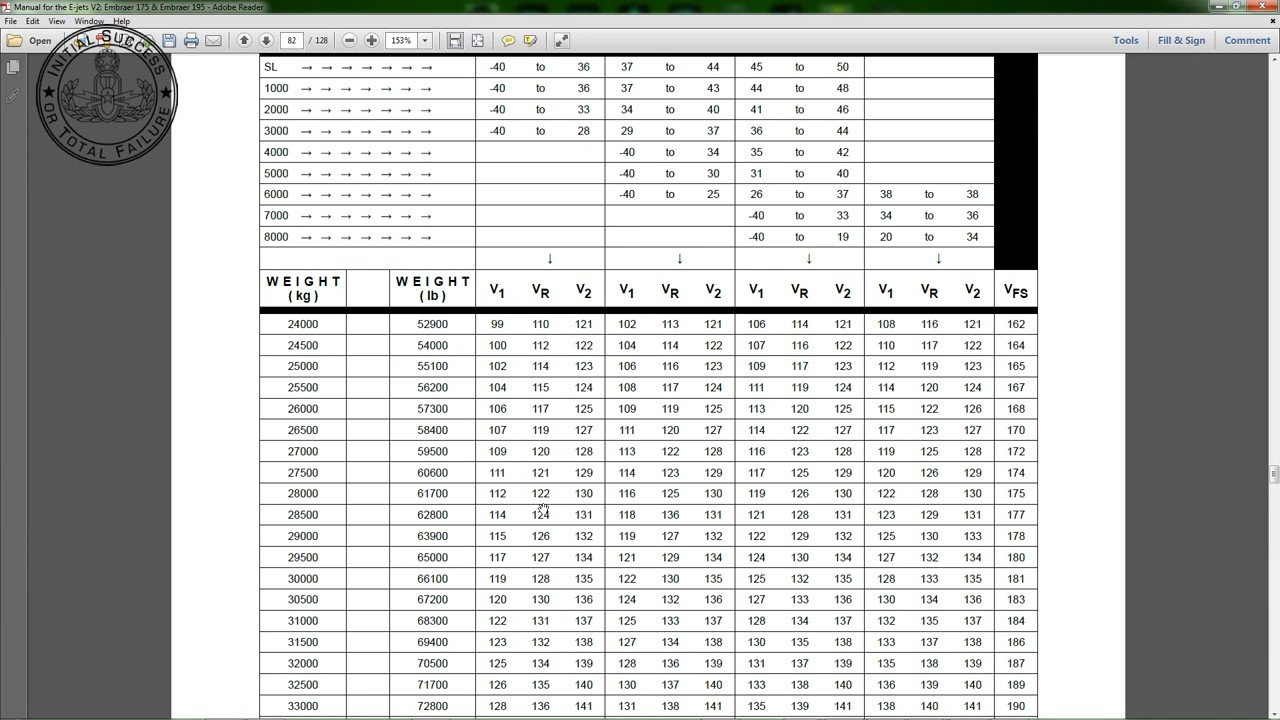 Manual for the E-jets V2: Embraer 175 & Embraer 195 - Adobe Reader
File Edit View Window Help
Open 82 / 128 153% Tools Fill & Sign Comment
INITIAL SUCCESS
OR TOTAL FAILURE
SL → → → → → → → -40 to 36 37 to 44 45 to 50
1000 → → → → → → → -40 to 36 37 to 43 44 to 48
2000 → → → → → → → -40 to 33 34 to 40 41 to 46
3000 → → → → → → → -40 to 28 29 to 37 36 to 44
4000 → → → → → → → -40 to 34 35 to 42
5000 → → → → → → → -40 to 30 31 to 40
6000 → → → → → → → -40 to 25 26 to 37 38 to 38
7000 → → → → → → → -40 to 33 34 to 36
8000 → → → → → → → -40 to 19 20 to 34
↓ ↓ ↓ ↓
WEIGHT (kg) WEIGHT (lb) V1 VR V2 V1 VR V2 V1 VR V2 V1 VR V2 VFS
24000 52900 99 110 121 102 113 121 106 114 121 108 116 121 162
24500 54000 100 112 122 104 114 122 107 116 122 110 117 122 164
25000 55100 102 114 123 106 116 123 109 117 123 112 119 123 165
25500 56200 104 115 124 108 117 124 111 119 124 114 120 124 167
26000 57300 106 117 125 109 119 125 113 120 125 115 122 126 168
26500 58400 107 119 127 111 120 127 114 122 127 117 123 127 170
27000 59500 109 120 128 113 122 128 116 123 128 119 125 128 172
27500 60600 111 121 129 114 123 129 117 125 129 120 126 129 174
28000 61700 112 122 130 116 125 130 119 126 130 122 128 130 175
28500 62800 114 124 131 118 136 131 121 128 131 123 129 131 177
29000 63900 115 126 132 119 127 132 122 129 132 125 130 133 178
29500 65000 117 127 134 121 129 134 124 130 134 127 132 134 180
30000 66100 119 128 135 122 130 135 125 132 135 128 133 135 181
30500 67200 120 130 136 124 132 136 127 133 136 130 134 136 183
31000 68300 122 131 137 125 133 137 128 134 137 132 135 137 184
31500 69400 123 132 138 127 134 138 130 135 138 133 137 138 186
32000 70500 125 134 139 128 136 139 131 137 139 135 138 139 187
32500 71700 126 135 140 130 137 140 133 138 140 136 139 140 189
33000 72800 128 136 141 131 138 141 135 139 141 138 140 141 190